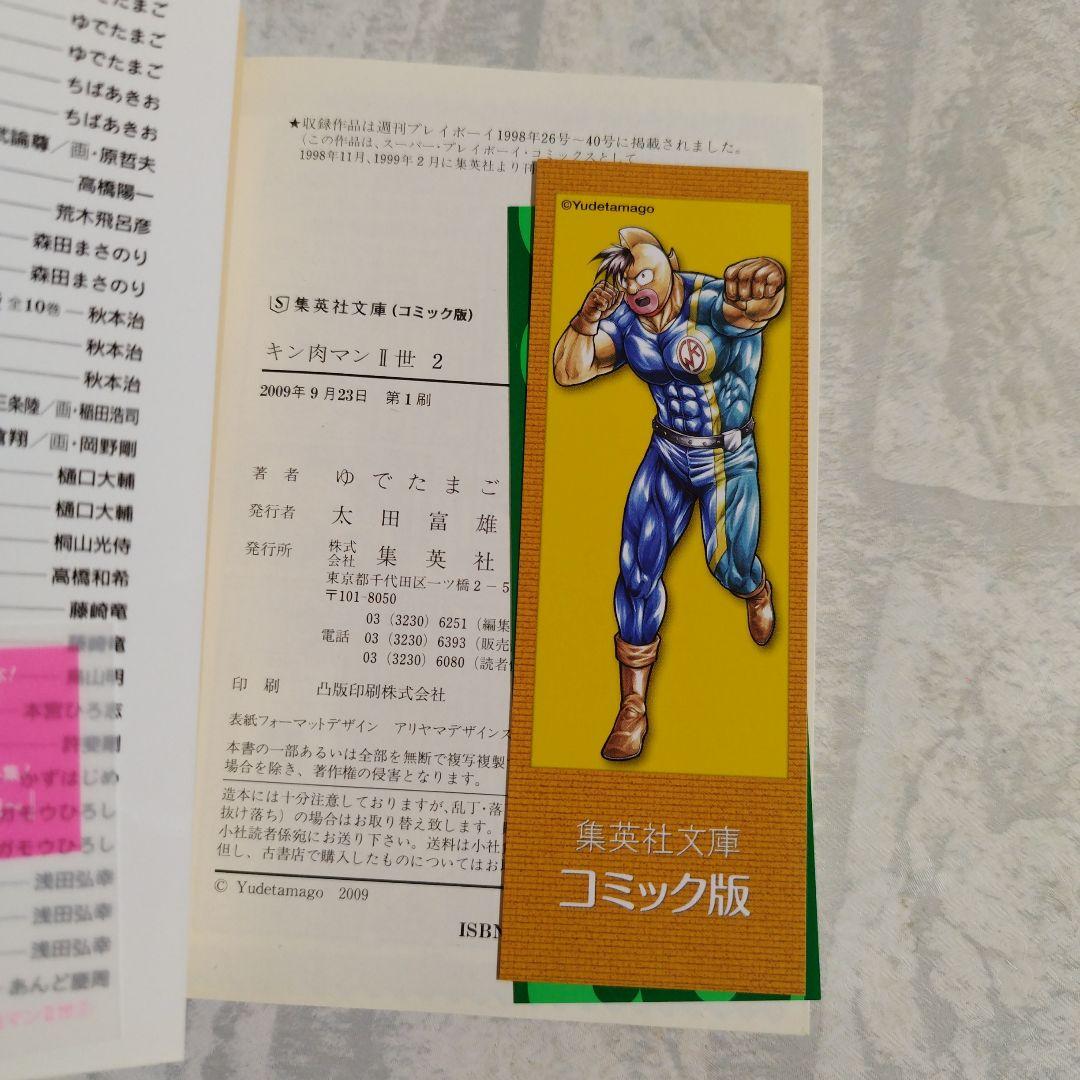 ゆでたまご
ゆでたまご
ちばあきお
ちばあきお
武論尊／画・原哲夫
高橋陽一
荒木飛呂彦
森田まさのり
森田まさのり
全10巻 秋本治
秋本治
秋本治
三条陸／画・稲田浩司
翔／画・岡野剛
樋口大輔
樋口大輔
桐山光侍
高橋和希
藤崎竜
藤崎竜
鳥山明
本宮ひろ志
許斐剛
かずはじめ
ガモウひろし
ガモウひろし
浅田弘幸
浅田弘幸
浅田弘幸
あんど慶周
★収録作品は週刊プレイボーイ1998年26号～40号に掲載されました。
（この作品は、スーパー・プレイボーイ・コミックスとして
1998年11月、1999年2月に集英社より刊
S 集英社文庫(コミック版)
キン肉マンⅡ世 2
2009年9月23日 第1刷
著者 ゆでたまご
発行者 太田富雄
発行所 株式会社 集英社
東京都千代田区一ツ橋2－5
〒101-8050
03 (3230) 6251 (編集
電話 03 (3230) 6393 (販売
03 (3230) 6080 (読者
印刷 凸版印刷株式会社
表紙フォーマットデザイン アリヤマデザインス
本書の一部あるいは全部を無断で複写複製
場合を除き、著作権の侵害となります。
造本には十分注意しておりますが、乱丁・落
抜け落ち）の場合はお取り替え致します。
小社読者係宛にお送り下さい。送料は小社
但し、古書店で購入したものについてはお
© Yudetamago 2009
ISBN
©Yudetamago
集英社文庫
コミック版